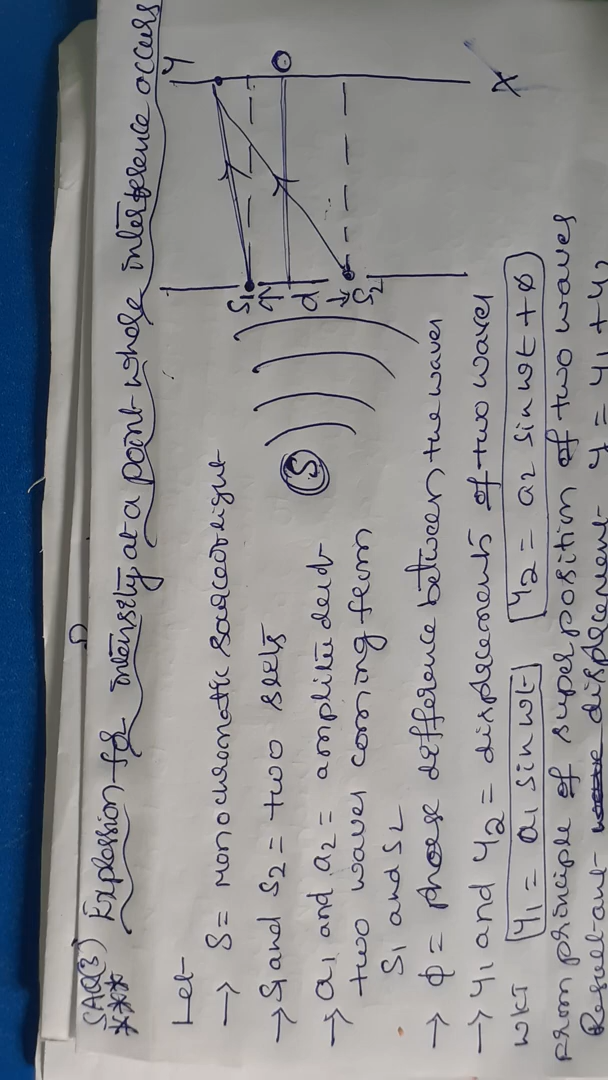 SAQ(3)
*** Expression for intensity at a point where interference occurs
Let
→ S = monochromatic source of light
→ S1 and S2 = two slits
→ a1 and a2 = amplitude of
two waves coming from
S1 and S2
→ φ = phase difference between the waves
→ y1 and y2 = displacements of two waves
WKT y1 = a1 sin wt y2 = a2 sin wt + φ
From principle of superposition of two waves
Resultant displacement y = y1 + y2
Y
O
X
S1
d
S2
S